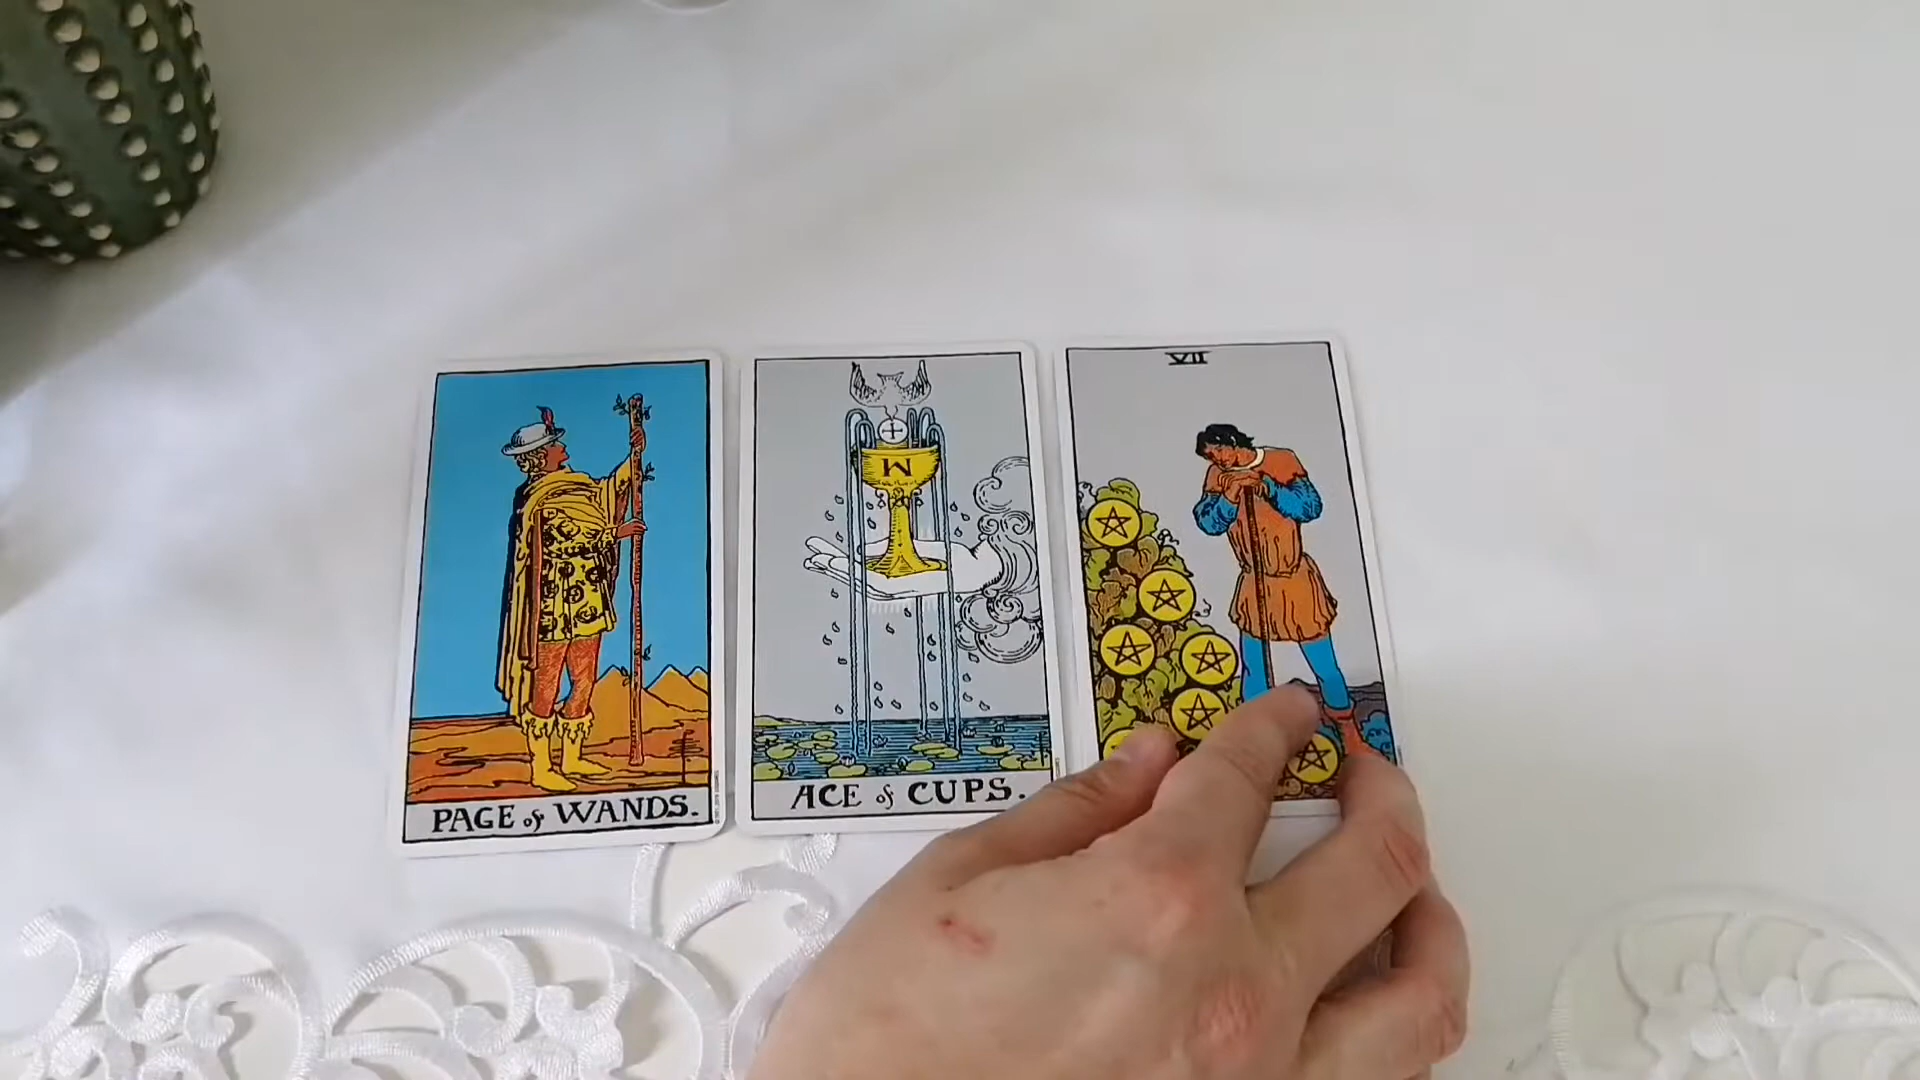 PAGE of WANDS.
ACE of CUPS.
VII
W